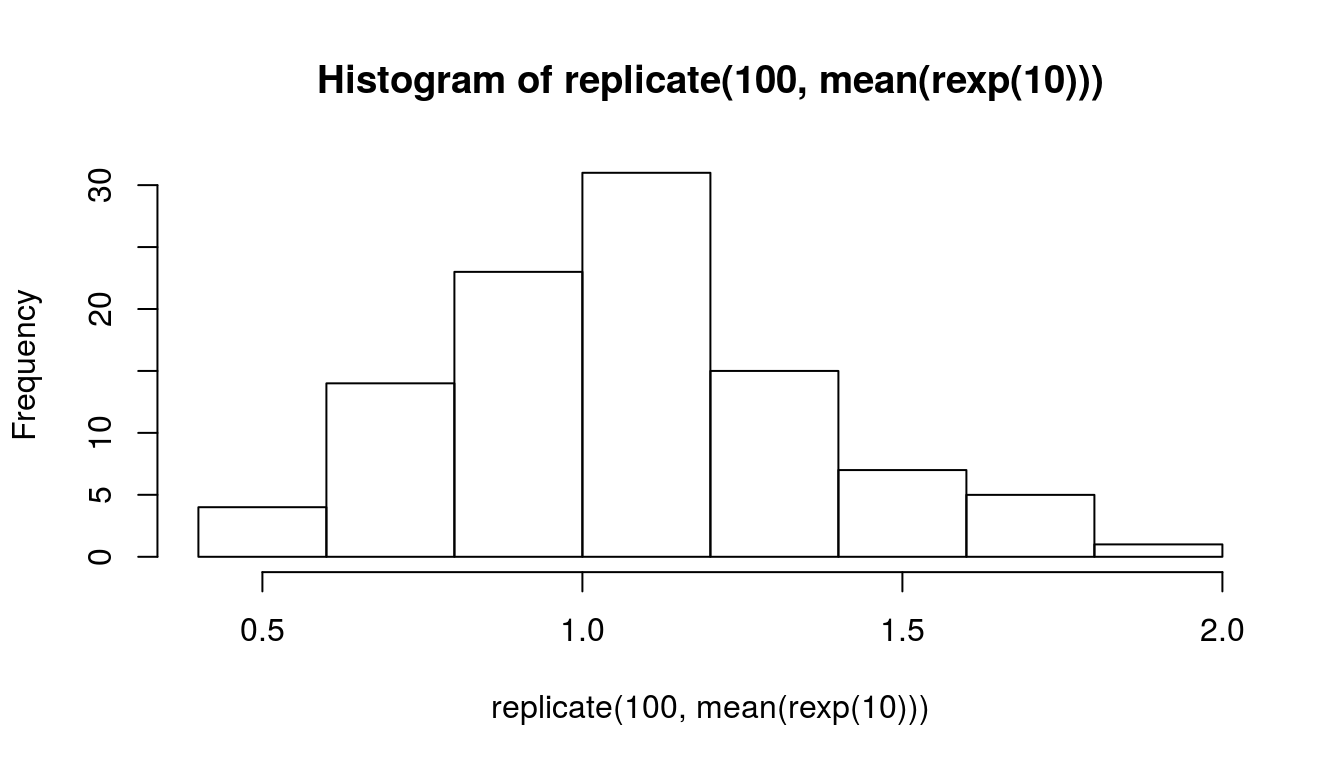 Histogram of replicate(100, mean(rexp(10)))
Frequency
30
20
10
5
0
0.5 1.0 1.5 2.0
replicate(100, mean(rexp(10)))